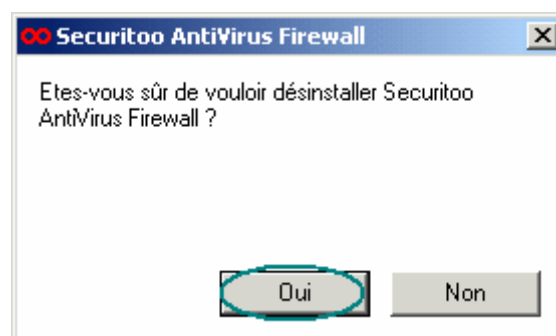 Securitoo AntiVirus Firewall
Etes-vous sûr de vouloir désinstaller Securitoo
AntiVirus Firewall ?
Oui
Non